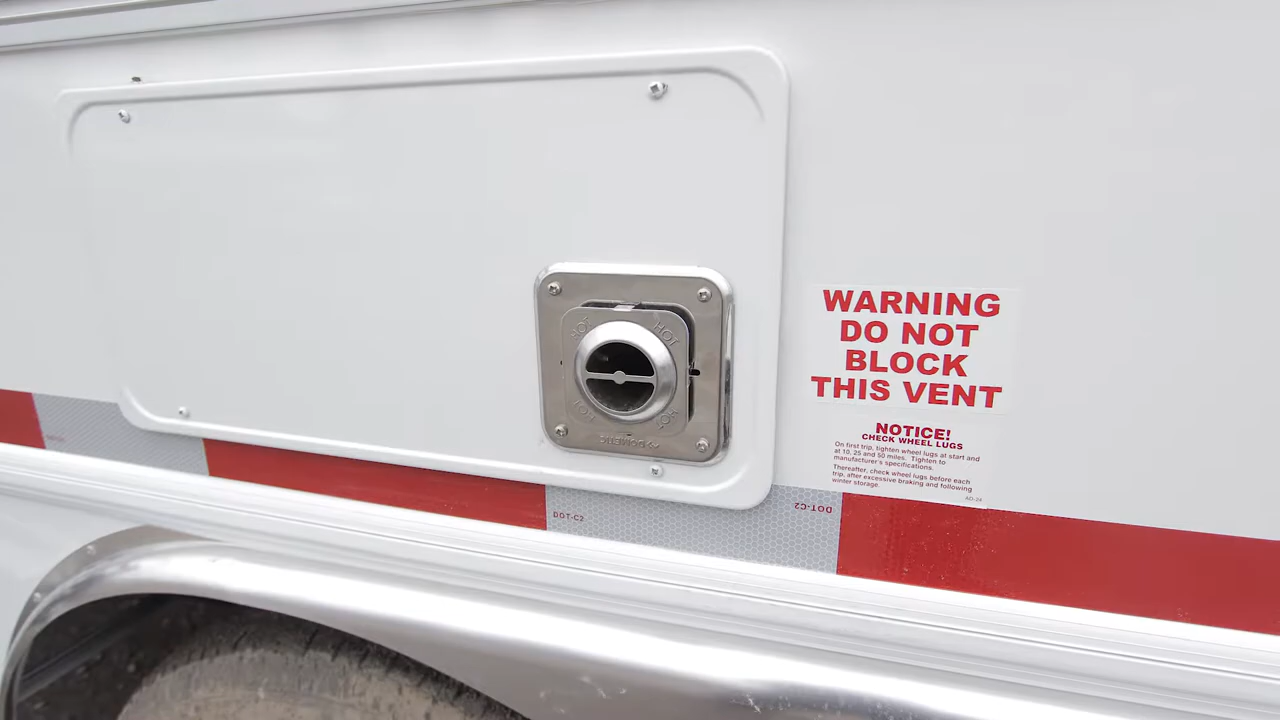 HOT
HOT
HOT
HOT
DOMETIC
WARNING
DO NOT
BLOCK
THIS VENT
NOTICE!
CHECK WHEEL LUGS
On first trip, tighten wheel lugs at start and
at 10, 25 and 50 miles. Tighten to
manufacturer's specifications.
Thereafter, check wheel lugs before each
trip, after excessive braking and following
winter storage.
DOT-C2
DOT-C2